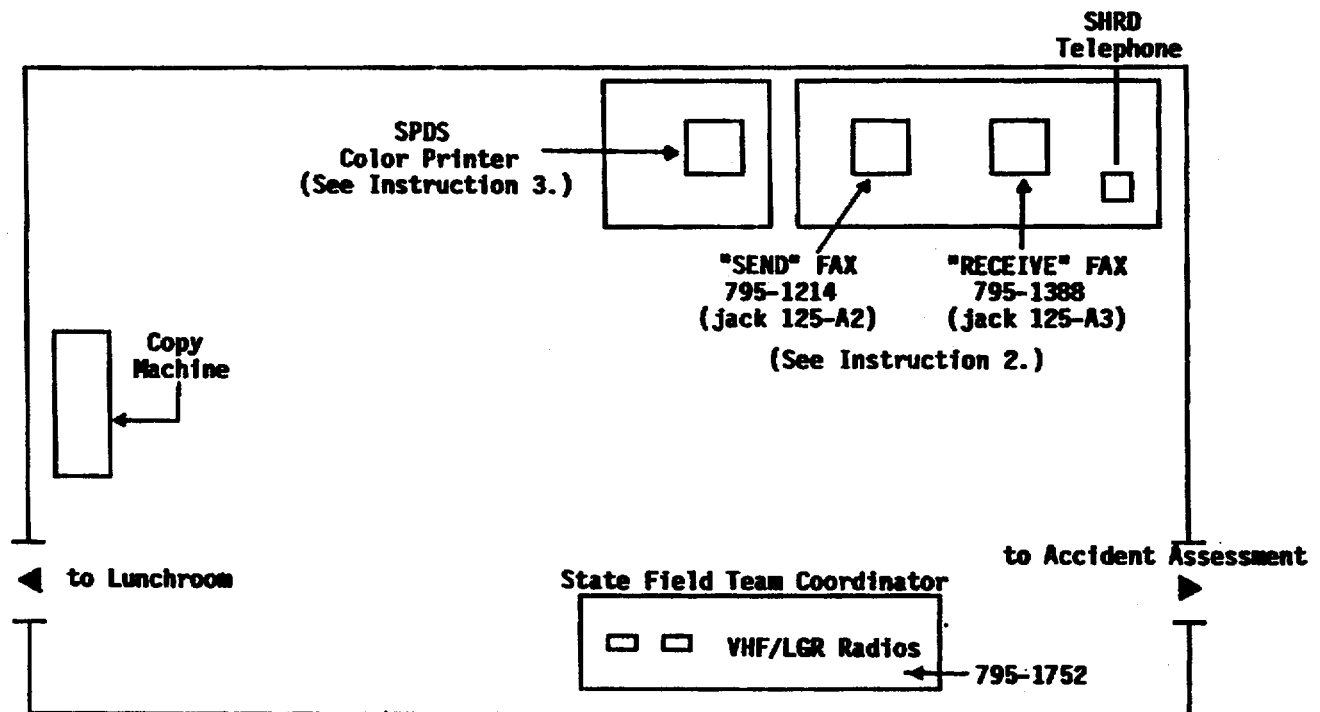 SHRD
Telephone
SPDS
Color Printer
(See Instruction 3.)
"SEND" FAX
795-1214
(jack 125-A2)
"RECEIVE" FAX
795-1388
(jack 125-A3)
(See Instruction 2.)
Copy
Machine
to Lunchroom
to Accident Assessment
State Field Team Coordinator
VHF/LGR Radios
795-1752